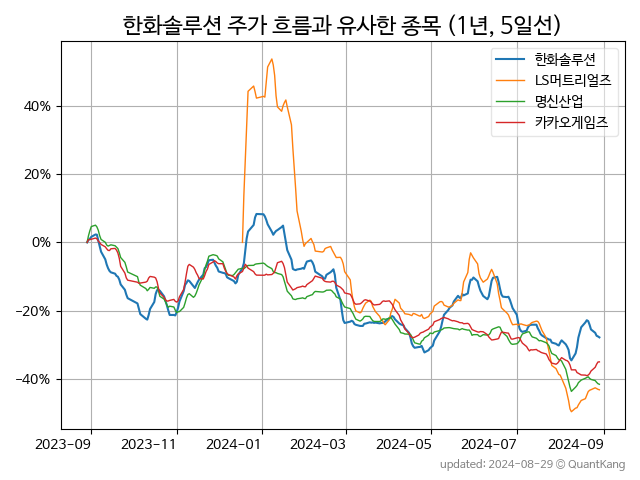 한화솔루션 주가 흐름과 유사한 종목 (1년, 5일선)
한화솔루션
LS머트리얼즈
명신산업
카카오게임즈
40%
20%
0%
−20%
−40%
2023-09 2023-11 2024-01 2024-03 2024-05 2024-07 2024-09
updated: 2024-08-29 © QuantKang